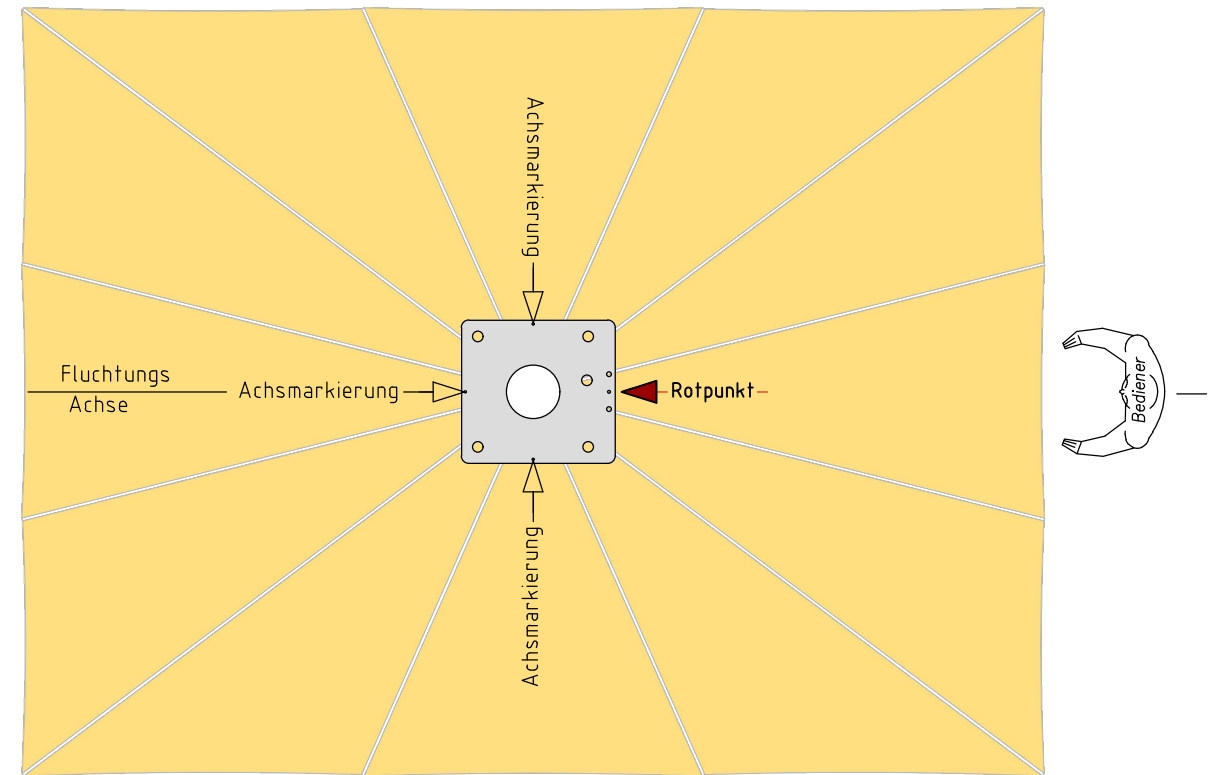 Achsmarkierung
Fluchtungs
Achse
Achsmarkierung
Rotpunkt
Bediener
Achsmarkierung